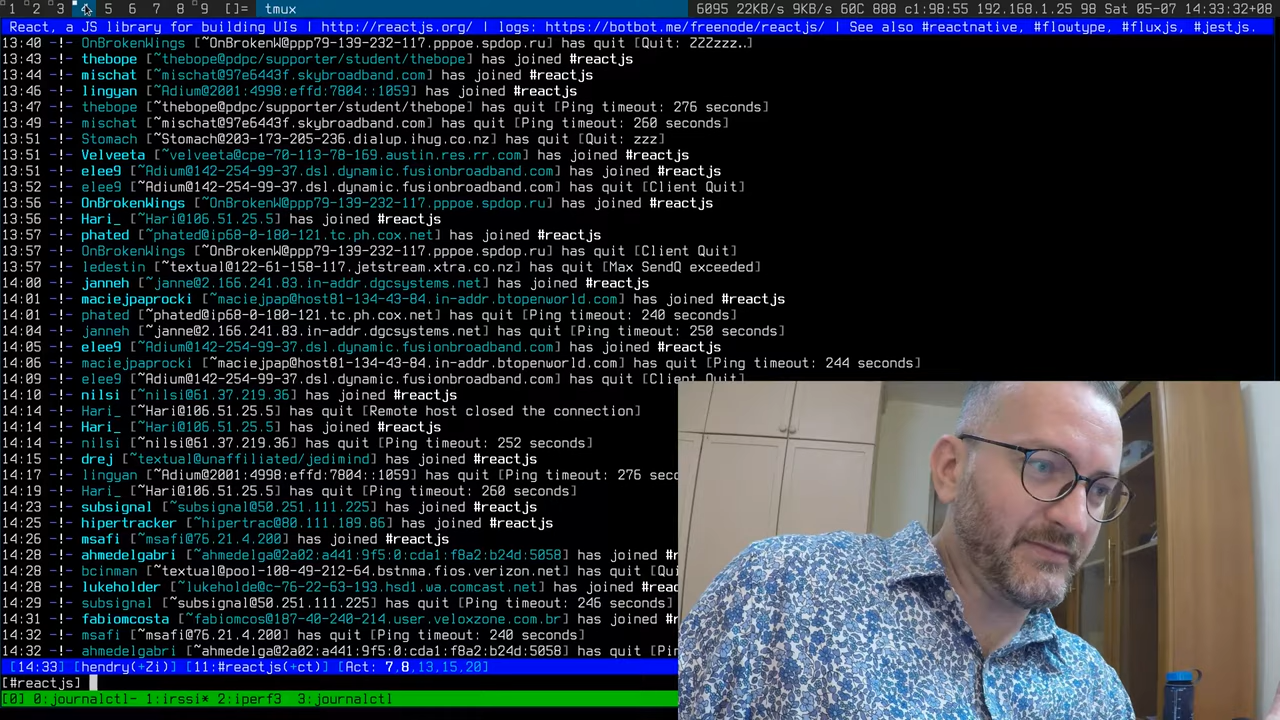 1 2 3 4 5 6 7 8 9 []= tmux 6095 22KB/s 9KB/s 60C 888 c1:98:55 192.168.1.25 98 Sat 05-07 14:33:32+08
React, a JS library for building UIs | http://reactjs.org/ | logs: https://botbot.me/freenode/reactjs/ | See also #reactnative, #flowtype, #fluxjs, #jestjs.
13:40 -!- OnBrokenWings [~OnBrokenW@ppp79-139-232-117.pppoe.spdop.ru] has quit [Quit: ZZZzzz..]
13:43 -!- thebope [~thebope@pdpc/supporter/student/thebope] has joined #reactjs
13:44 -!- mischat [~mischat@97e6443f.skybroadband.com] has joined #reactjs
13:46 -!- lingyan [~Adium@2001:4998:effd:7804::1059] has joined #reactjs
13:47 -!- thebope [~thebope@pdpc/supporter/student/thebope] has quit [Ping timeout: 276 seconds]
13:49 -!- mischat [~mischat@97e6443f.skybroadband.com] has quit [Ping timeout: 260 seconds]
13:51 -!- Stomach [~Stomach@203-173-205-236.dialup.ihug.co.nz] has quit [Quit: zzz]
13:51 -!- Velveeta [~velveeta@cpe-70-113-78-169.austin.res.rr.com] has joined #reactjs
13:51 -!- elee9 [~Adium@142-254-99-37.dsl.dynamic.fusionbroadband.com] has joined #reactjs
13:52 -!- elee9 [~Adium@142-254-99-37.dsl.dynamic.fusionbroadband.com] has quit [Client Quit]
13:56 -!- OnBrokenWings [~OnBrokenW@ppp79-139-232-117.pppoe.spdop.ru] has joined #reactjs
13:56 -!- Hari_ [~Hari@106.51.25.5] has joined #reactjs
13:57 -!- phated [~phated@ip68-0-180-121.tc.ph.cox.net] has joined #reactjs
13:57 -!- OnBrokenWings [~OnBrokenW@ppp79-139-232-117.pppoe.spdop.ru] has quit [Client Quit]
13:57 -!- ledestin [~textual@122-61-158-117.jetstream.xtra.co.nz] has quit [Max SendQ exceeded]
14:00 -!- janneh [~janne@2.166.241.83.in-addr.dgcsystems.net] has joined #reactjs
14:01 -!- maciejpaprocki [~maciejpap@host81-134-43-84.in-addr.btopenworld.com] has joined #reactjs
14:01 -!- phated [~phated@ip68-0-180-121.tc.ph.cox.net] has quit [Ping timeout: 240 seconds]
14:04 -!- janneh [~janne@2.166.241.83.in-addr.dgcsystems.net] has quit [Ping timeout: 250 seconds]
14:05 -!- elee9 [~Adium@142-254-99-37.dsl.dynamic.fusionbroadband.com] has joined #reactjs
14:06 -!- maciejpaprocki [~maciejpap@host81-134-43-84.in-addr.btopenworld.com] has quit [Ping timeout: 244 seconds]
14:09 -!- elee9 [~Adium@142-254-99-37.dsl.dynamic.fusionbroadband.com] has quit [Client Quit]
14:10 -!- nilsi [~nilsi@61.37.219.36] has joined #reactjs
14:14 -!- Hari_ [~Hari@106.51.25.5] has quit [Remote host closed the connection]
14:14 -!- Hari_ [~Hari@106.51.25.5] has joined #reactjs
14:14 -!- nilsi [~nilsi@61.37.219.36] has quit [Ping timeout: 252 seconds]
14:15 -!- drej [~textual@unaffiliated/jedimind] has joined #reactjs
14:17 -!- lingyan [~Adium@2001:4998:effd:7804::1059] has quit [Ping timeout: 276 seco
14:19 -!- Hari_ [~Hari@106.51.25.5] has quit [Ping timeout: 260 seconds]
14:23 -!- subsignal [~subsignal@50.251.111.225] has joined #reactjs
14:25 -!- hipertracker [~hipertrac@80.111.189.86] has joined #reactjs
14:26 -!- msafi [~msafi@76.21.4.200] has joined #reactjs
14:28 -!- ahmedelgabri [~ahmedelga@2a02:a441:9f5:0:cda1:f8a2:b24d:5058] has joined #r
14:28 -!- bcinman [~textual@pool-108-49-212-64.bstnma.fios.verizon.net] has quit [Qui
14:28 -!- lukeholder [~lukeholde@c-76-22-63-193.hsd1.wa.comcast.net] has joined #re
14:29 -!- subsignal [~subsignal@50.251.111.225] has quit [Ping timeout: 246 seconds]
14:31 -!- fabiomcosta [~fabiomcos@187-40-240-214.user.veloxzone.com.br] has joined #
14:32 -!- msafi [~msafi@76.21.4.200] has quit [Ping timeout: 240 seconds]
14:32 -!- ahmedelgabri [~ahmedelga@2a02:a441:9f5:0:cda1:f8a2:b24d:5058] has quit [Pin
[14:33] [hendry(+Zi)] [11:#reactjs(+ct)] [Act: 7,8,13,15,20]
[#reactjs]
[0] 0:journalctl- 1:irssi* 2:iperf3 3:journalctl